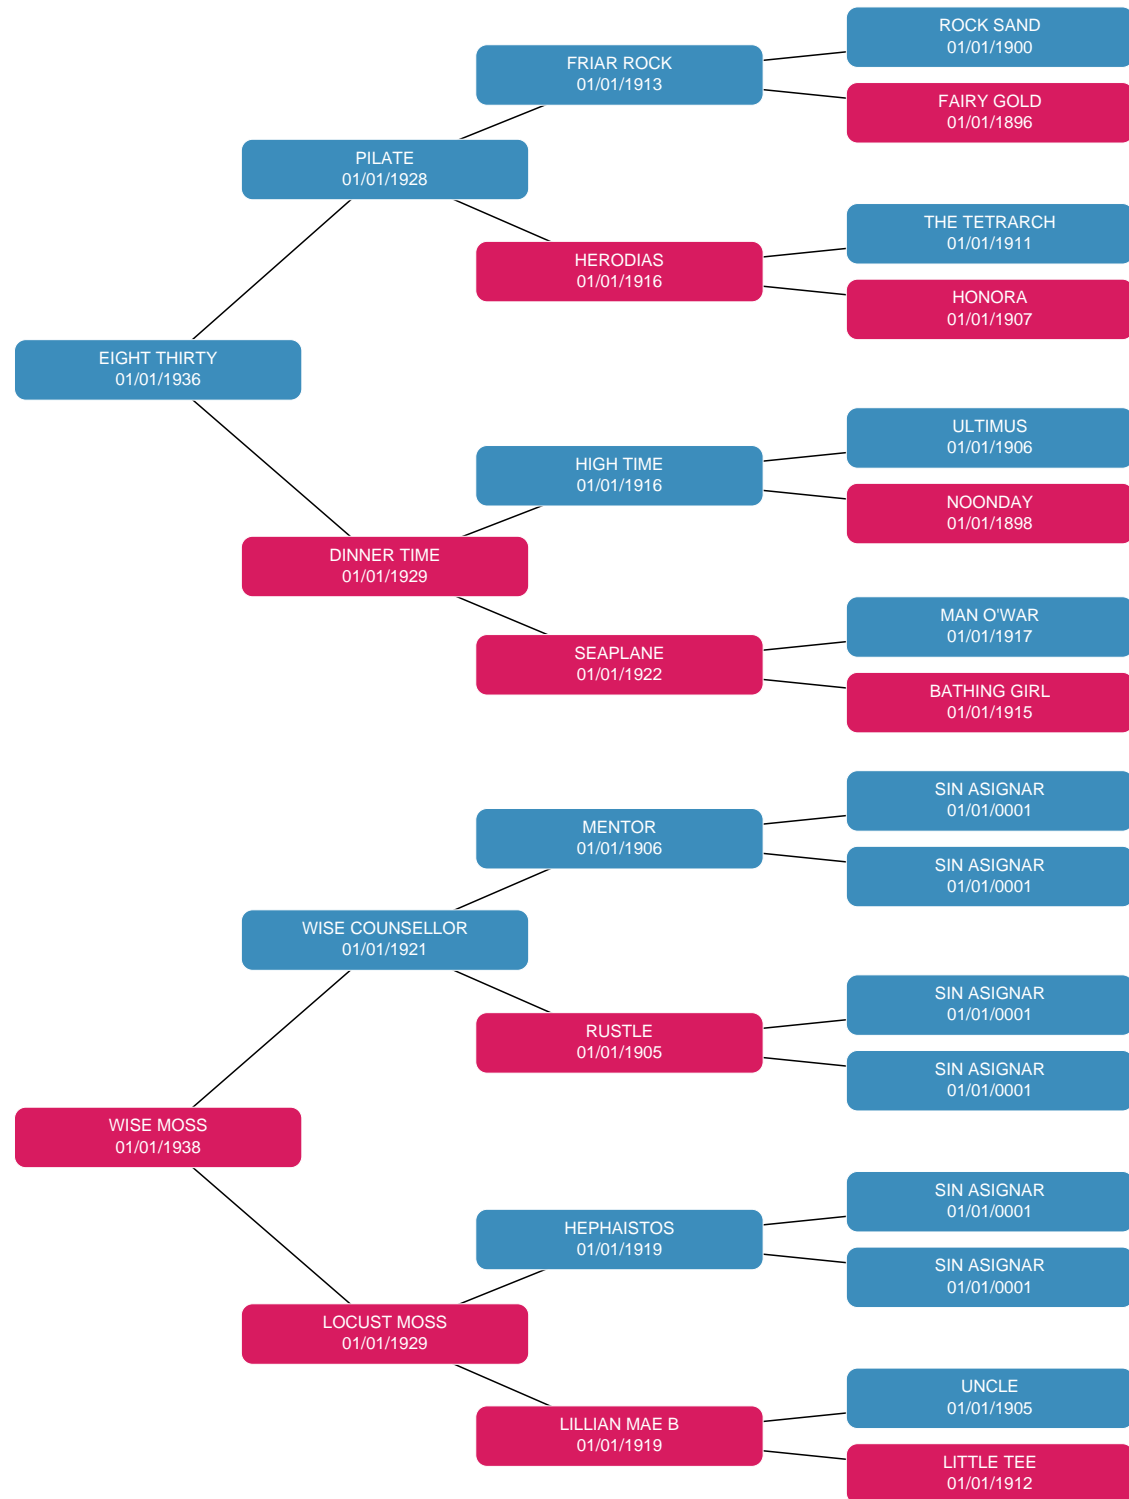 ROCK SAND
01/01/1900
FRIAR ROCK
01/01/1913
FAIRY GOLD
01/01/1896
PILATE
01/01/1928
THE TETRARCH
01/01/1911
HERODIAS
01/01/1916
HONORA
01/01/1907
EIGHT THIRTY
01/01/1936
ULTIMUS
01/01/1906
HIGH TIME
01/01/1916
NOONDAY
01/01/1898
DINNER TIME
01/01/1929
MAN O'WAR
01/01/1917
SEAPLANE
01/01/1922
BATHING GIRL
01/01/1915
SIN ASIGNAR
01/01/0001
MENTOR
01/01/1906
SIN ASIGNAR
01/01/0001
WISE COUNSELLOR
01/01/1921
SIN ASIGNAR
01/01/0001
RUSTLE
01/01/1905
SIN ASIGNAR
01/01/0001
WISE MOSS
01/01/1938
SIN ASIGNAR
01/01/0001
HEPHAISTOS
01/01/1919
SIN ASIGNAR
01/01/0001
LOCUST MOSS
01/01/1929
UNCLE
01/01/1905
LILLIAN MAE B
01/01/1919
LITTLE TEE
01/01/1912